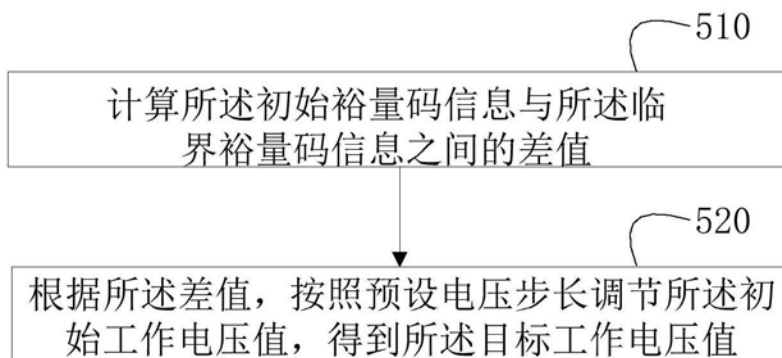 510
计算所述初始裕量码信息与所述临
界裕量码信息之间的差值
520
根据所述差值，按照预设电压步长调节所述初
始工作电压值，得到所述目标工作电压值